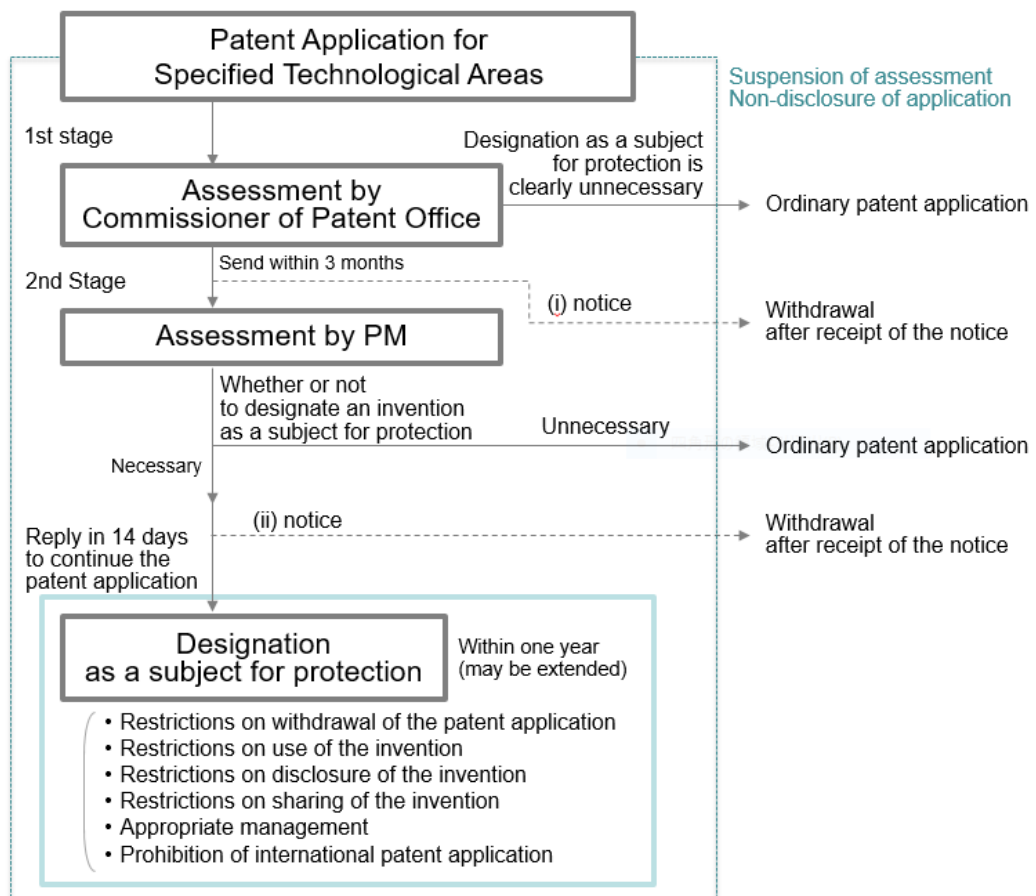 Patent Application for
Specified Technological Areas
Suspension of assessment
Non-disclosure of application
1st stage
Designation as a subject
for protection is
clearly unnecessary
Assessment by
Commissioner of Patent Office
Ordinary patent application
Send within 3 months
2nd Stage
(i) notice
Withdrawal
after receipt of the notice
Assessment by PM
Whether or not
to designate an invention
as a subject for protection
Unnecessary
Ordinary patent application
Necessary
(ii) notice
Withdrawal
after receipt of the notice
Reply in 14 days
to continue the
patent application
Designation
as a subject for protection
Within one year
(may be extended)
• Restrictions on withdrawal of the patent application
• Restrictions on use of the invention
• Restrictions on disclosure of the invention
• Restrictions on sharing of the invention
• Appropriate management
• Prohibition of international patent application